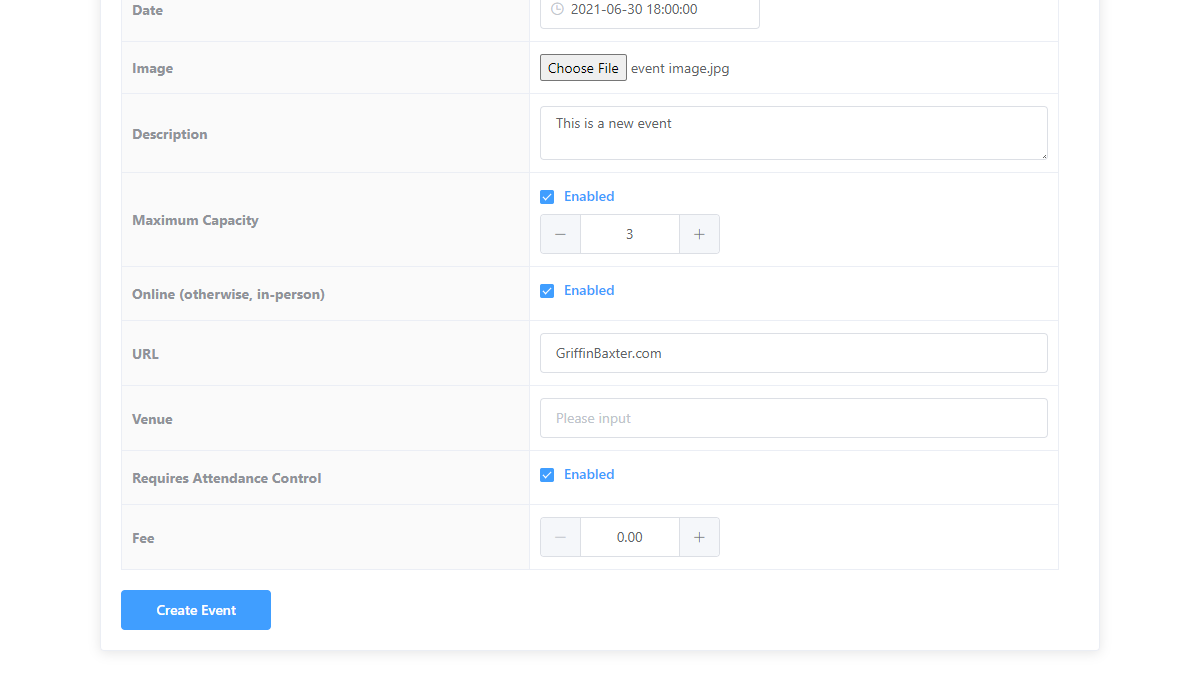 Date 2021-06-30 18:00:00
Image Choose File event image.jpg
Description This is a new event
Maximum Capacity Enabled
3
Online (otherwise, in-person) Enabled
URL GriffinBaxter.com
Venue Please input
Requires Attendance Control Enabled
Fee 0.00
Create Event